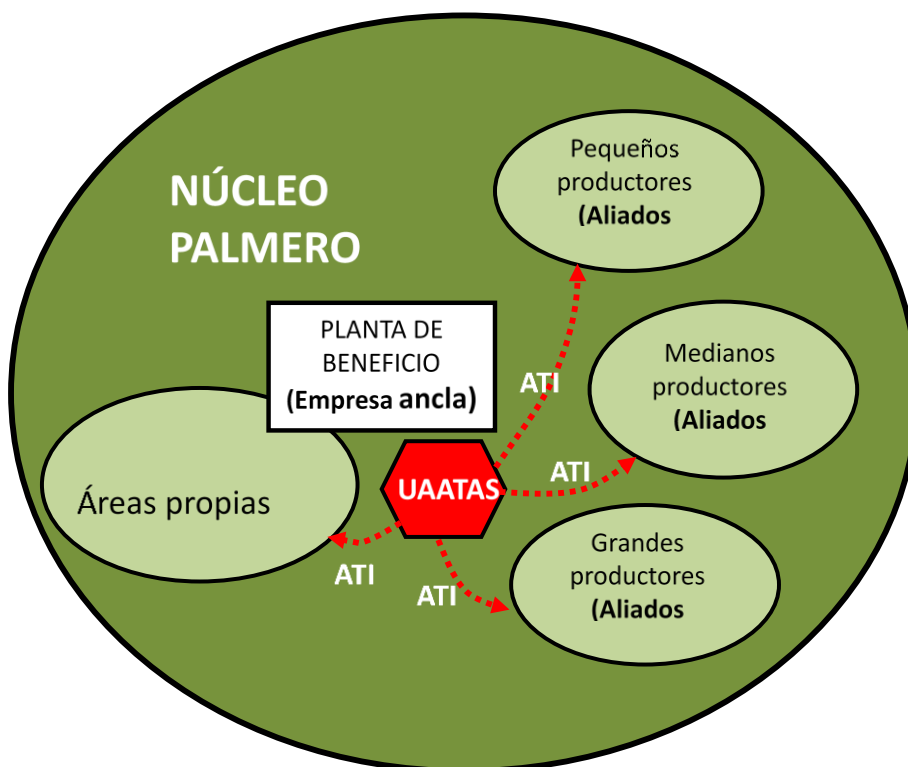 NÚCLEO
PALMERO
Pequeños
productores
(Aliados
PLANTA DE
BENEFICIO
(Empresa ancla)
Medianos
productores
(Aliados
ATI
Áreas propias
UAATAS
ATI
ATI
ATI
Grandes
productores
(Aliados